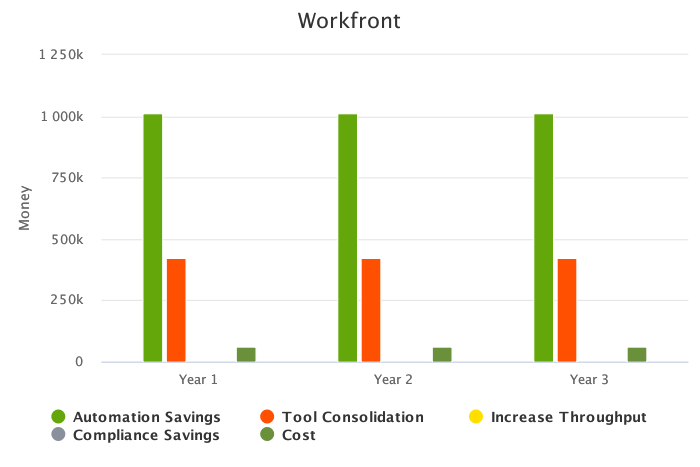 Workfront
1 250k
1 000k
750k
500k
250k
0
Money
Year 1
Year 2
Year 3
Automation Savings
Tool Consolidation
Increase Throughput
Compliance Savings
Cost